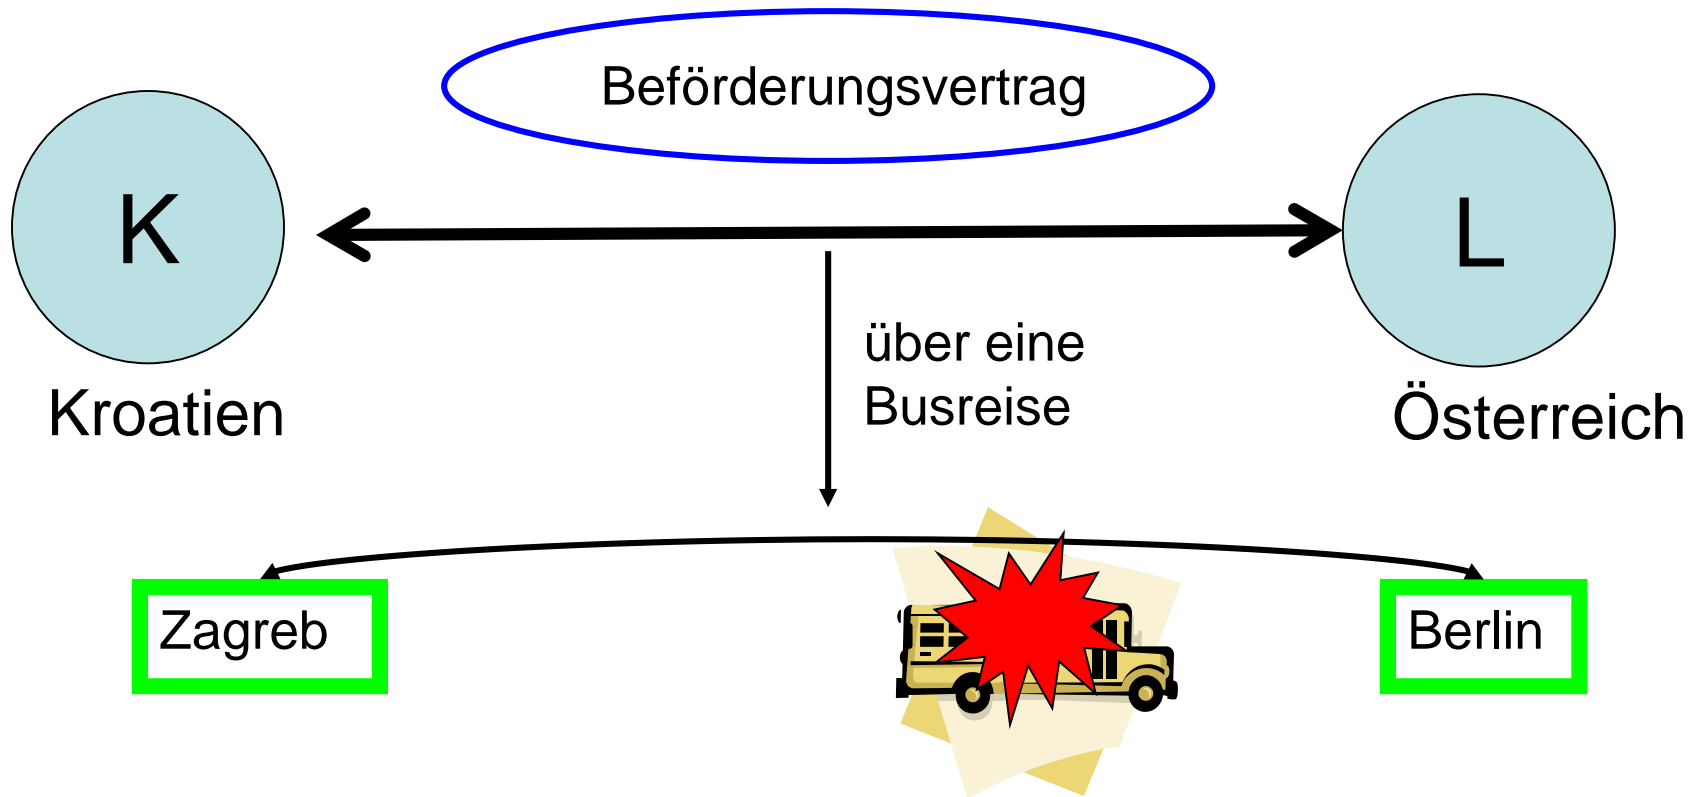 Beförderungsvertrag
K
L
über eine
Busreise
Kroatien
Österreich
Zagreb
Berlin